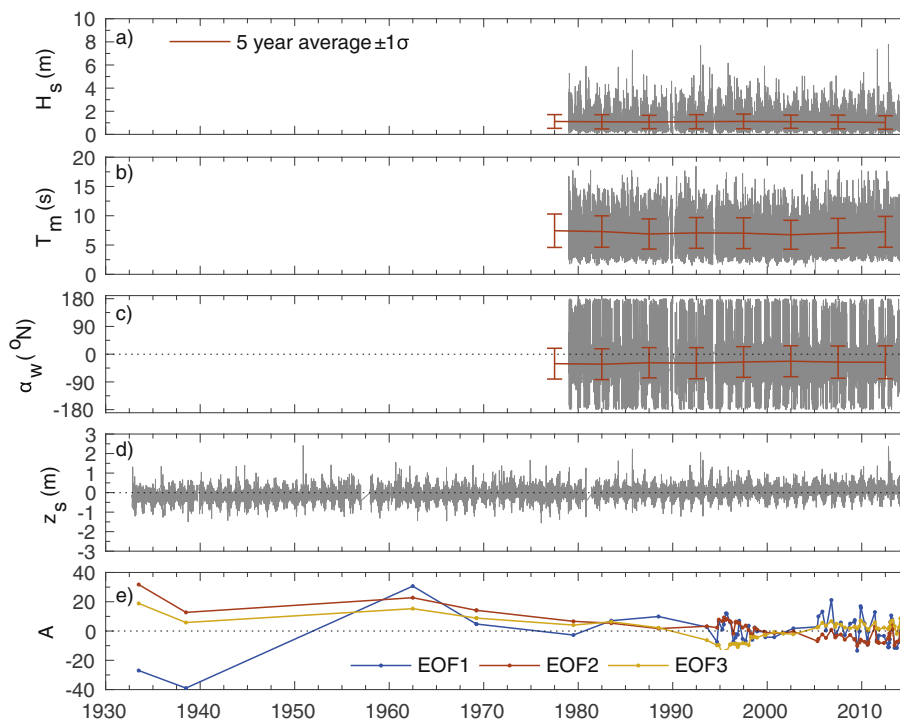 a)
5 year average ±1σ
H_s (m)
10
8
6
4
2
0
b)
T_m (s)
20
15
10
5
0
c)
α_w (°N)
180
90
0
-90
-180
d)
z_s (m)
3
2
1
0
-1
-2
-3
e)
A
40
20
0
-20
-40
EOF1 EOF2 EOF3
1930 1940 1950 1960 1970 1980 1990 2000 2010